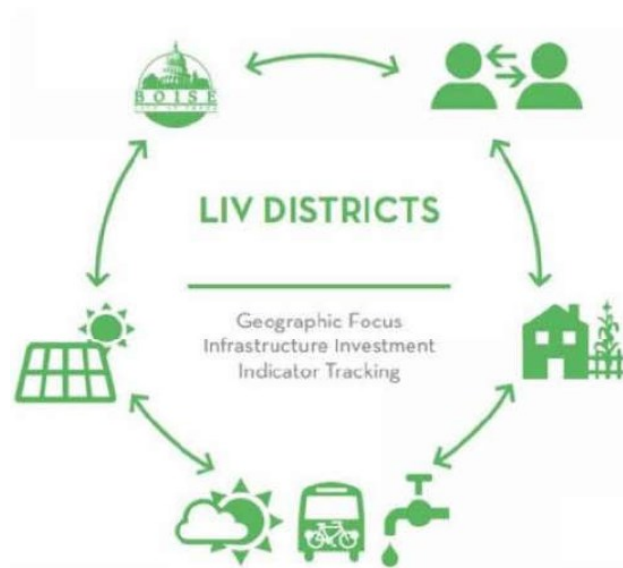 BOISE
LIV DISTRICTS
Geographic Focus
Infrastructure Investment
Indicator Tracking